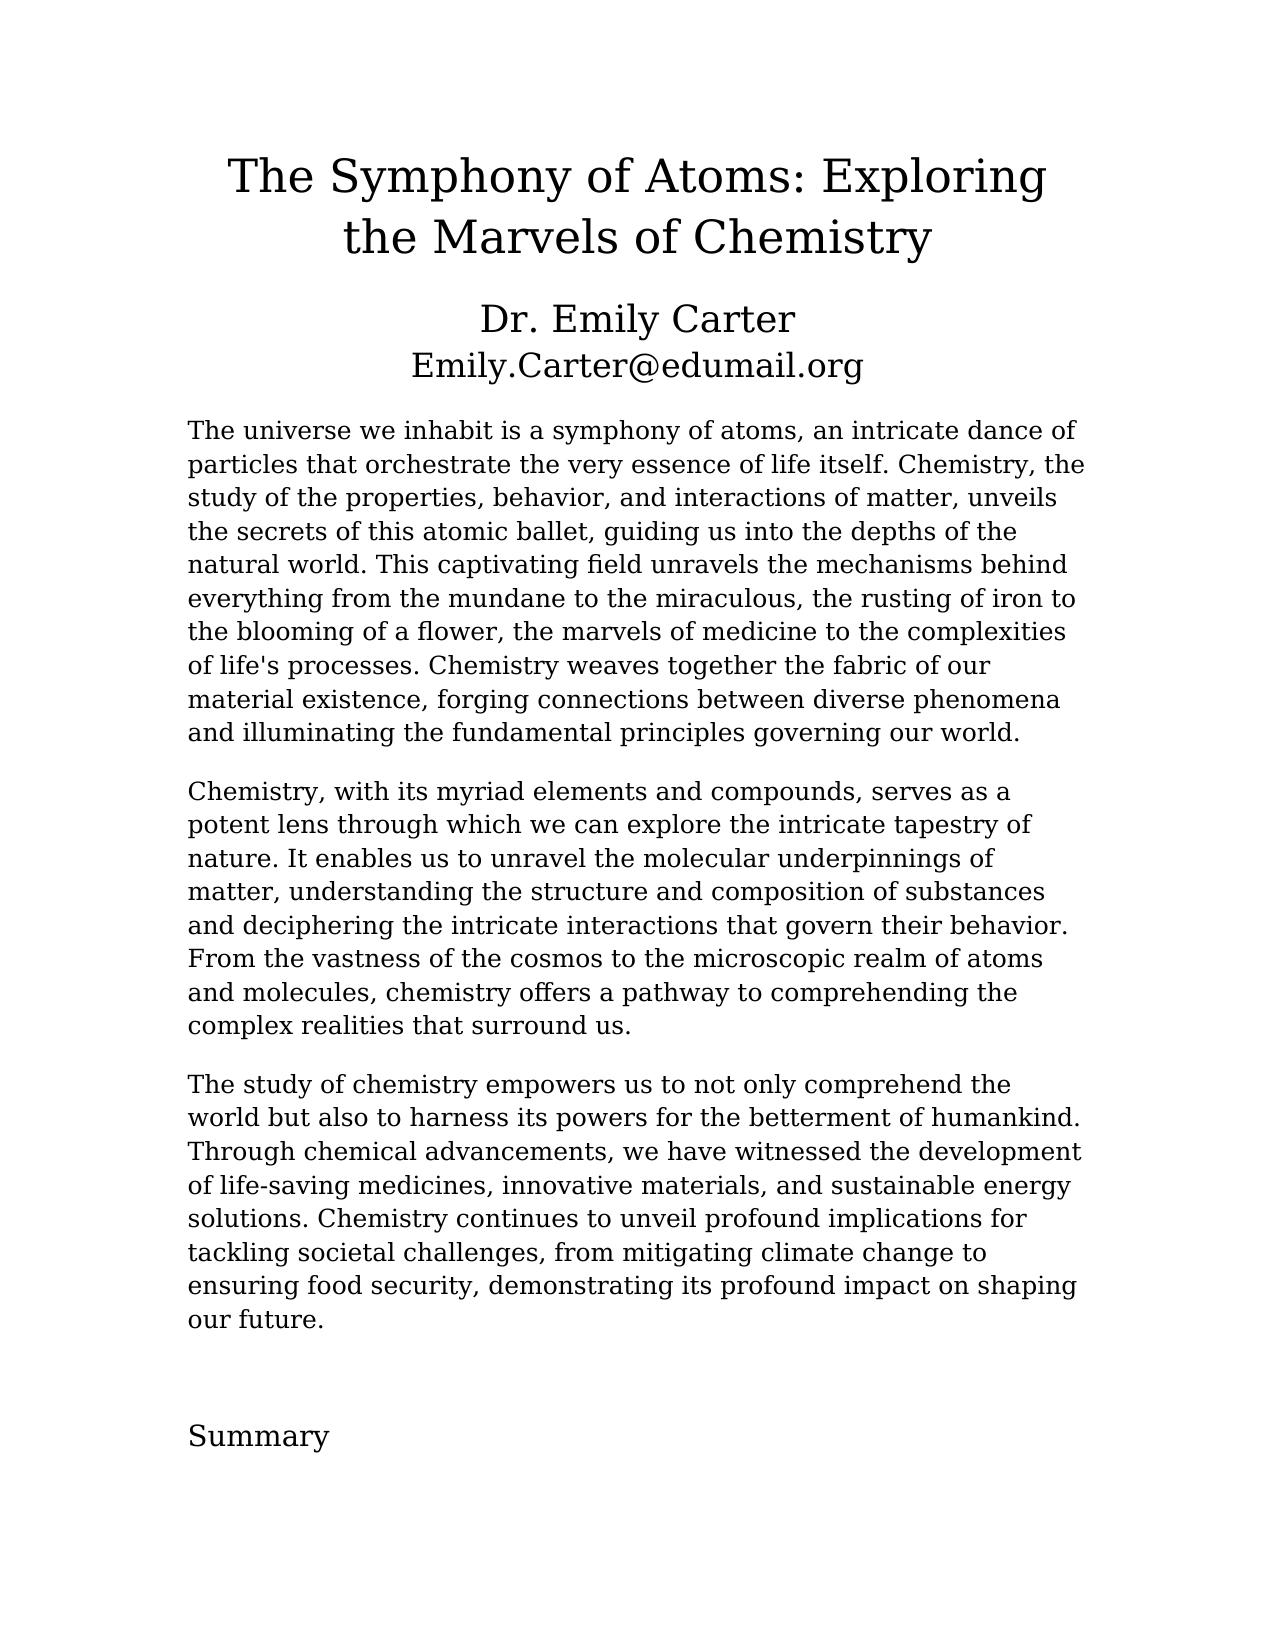 The Symphony of Atoms: Exploring
the Marvels of Chemistry
Dr. Emily Carter
Emily.Carter@edumail.org
The universe we inhabit is a symphony of atoms, an intricate dance of
particles that orchestrate the very essence of life itself. Chemistry, the
study of the properties, behavior, and interactions of matter, unveils
the secrets of this atomic ballet, guiding us into the depths of the
natural world. This captivating field unravels the mechanisms behind
everything from the mundane to the miraculous, the rusting of iron to
the blooming of a flower, the marvels of medicine to the complexities
of life's processes. Chemistry weaves together the fabric of our
material existence, forging connections between diverse phenomena
and illuminating the fundamental principles governing our world.
Chemistry, with its myriad elements and compounds, serves as a
potent lens through which we can explore the intricate tapestry of
nature. It enables us to unravel the molecular underpinnings of
matter, understanding the structure and composition of substances
and deciphering the intricate interactions that govern their behavior.
From the vastness of the cosmos to the microscopic realm of atoms
and molecules, chemistry offers a pathway to comprehending the
complex realities that surround us.
The study of chemistry empowers us to not only comprehend the
world but also to harness its powers for the betterment of humankind.
Through chemical advancements, we have witnessed the development
of life-saving medicines, innovative materials, and sustainable energy
solutions. Chemistry continues to unveil profound implications for
tackling societal challenges, from mitigating climate change to
ensuring food security, demonstrating its profound impact on shaping
our future.
Summary